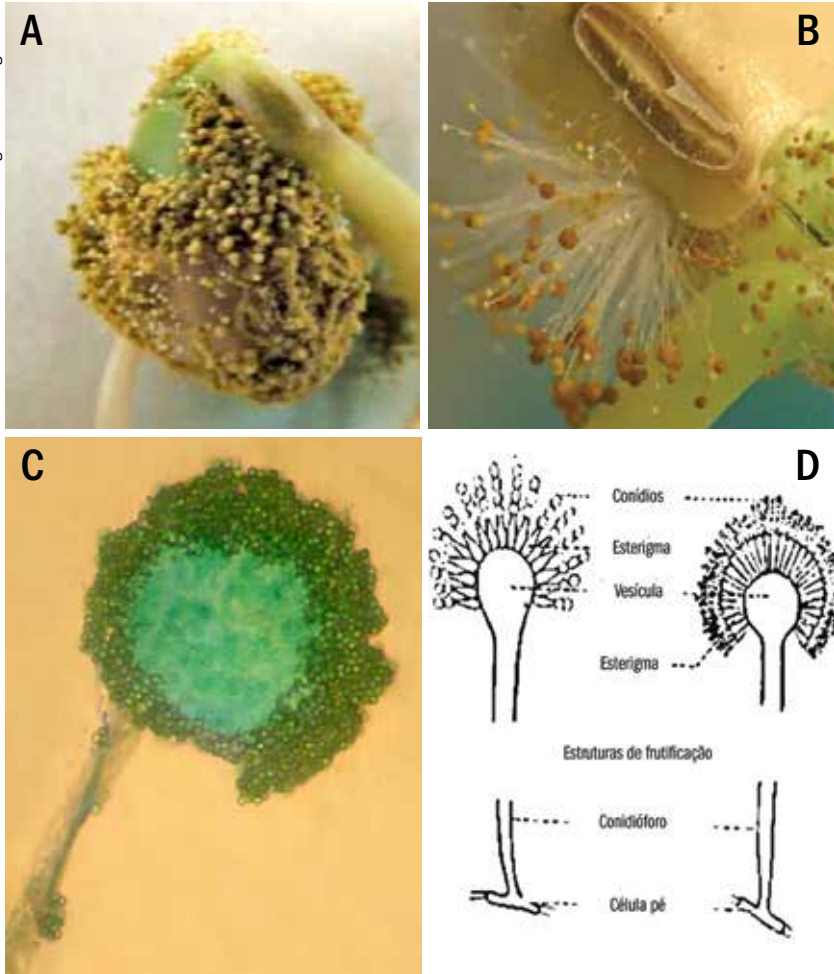 A
B
C
D
Conídios
Esterigma
Vesícula
Esterigma
Estruturas de frutificação
Conidióforo
Célula pé